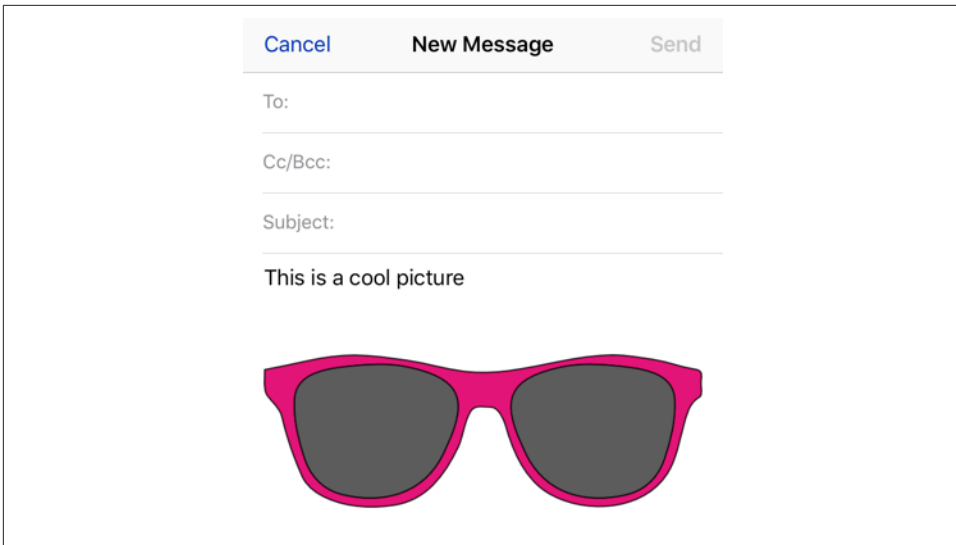 Cancel New Message Send
To:
Cc/Bcc:
Subject:
This is a cool picture